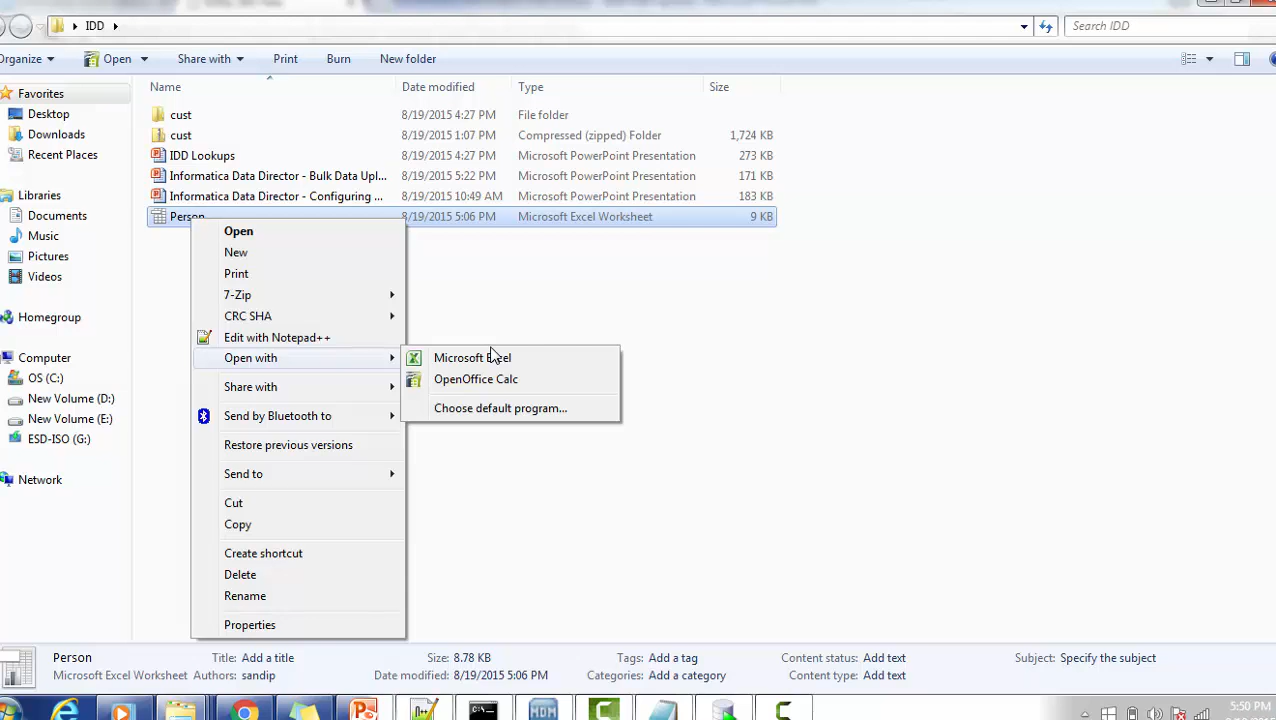 IDD
Search IDD
Organize
Open
Share with
Print
Burn
New folder
Name
Date modified
Type
Size
Favorites
Desktop
Downloads
Recent Places
Libraries
Documents
Music
Pictures
Videos
Homegroup
Computer
OS (C:)
New Volume (D:)
New Volume (E:)
ESD-ISO (G:)
Network
cust 8/19/2015 4:27 PM File folder
cust 8/19/2015 1:07 PM Compressed (zipped) Folder 1,724 KB
IDD Lookups 8/19/2015 4:27 PM Microsoft PowerPoint Presentation 273 KB
Informatica Data Director - Bulk Data Upl... 8/19/2015 5:22 PM Microsoft PowerPoint Presentation 171 KB
Informatica Data Director - Configuring ... 8/19/2015 10:49 AM Microsoft PowerPoint Presentation 183 KB
Person 8/19/2015 5:06 PM Microsoft Excel Worksheet 9 KB
Open
New
Print
7-Zip
CRC SHA
Edit with Notepad++
Open with
Share with
Send by Bluetooth to
Restore previous versions
Send to
Cut
Copy
Create shortcut
Delete
Rename
Properties
Microsoft Excel
OpenOffice Calc
Choose default program...
Person Title: Add a title Size: 8.78 KB Tags: Add a tag Content status: Add text Subject: Specify the subject
Microsoft Excel Worksheet Authors: sandip Date modified: 8/19/2015 5:06 PM Categories: Add a category Content type: Add text
MDM
5:50 PM